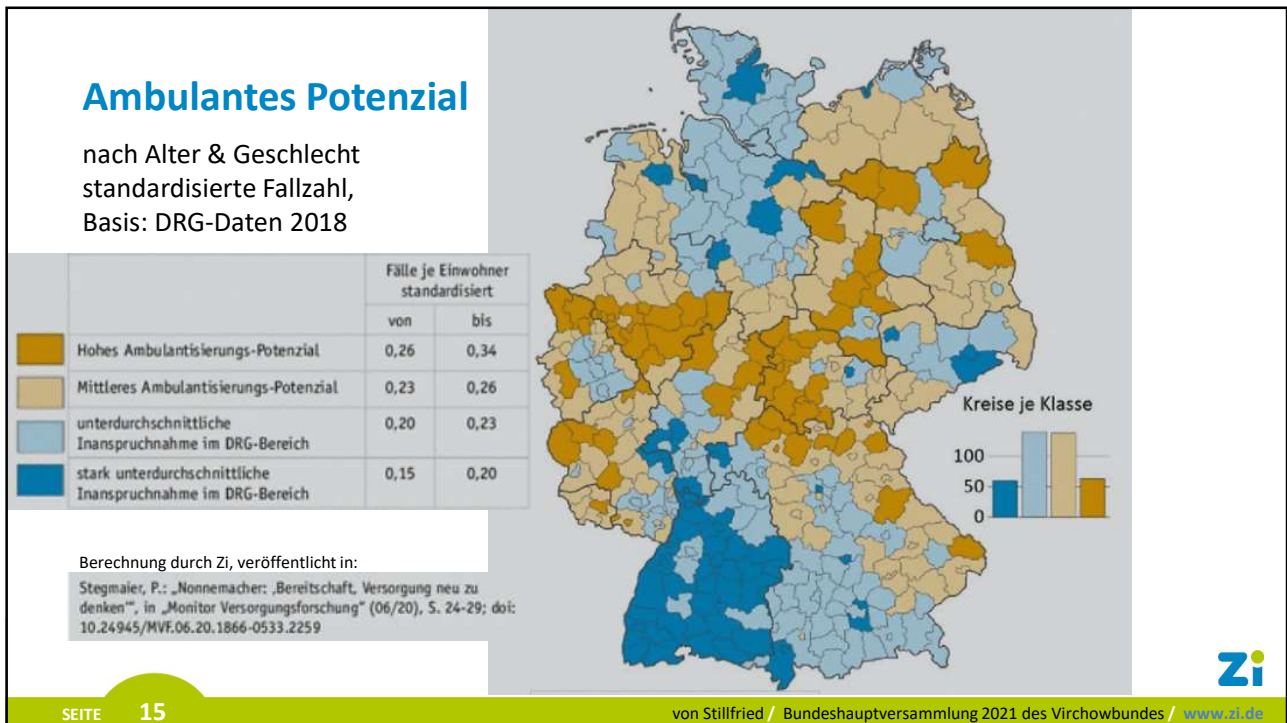 Ambulantes Potenzial
nach Alter & Geschlecht
standardisierte Fallzahl,
Basis: DRG-Daten 2018
Fälle je Einwohner
standardisiert
von bis
Hohes Ambulantisierungs-Potenzial 0,26 0,34
Mittleres Ambulantisierungs-Potenzial 0,23 0,26
unterdurchschnittliche
Inanspruchnahme im DRG-Bereich 0,20 0,23
stark unterdurchschnittliche
Inanspruchnahme im DRG-Bereich 0,15 0,20
Kreise je Klasse
100
50
0
Berechnung durch Zi, veröffentlicht in:
Stegmaier, P.: „Nonnemacher: ‚Bereitschaft, Versorgung neu zu
denken‘“, in „Monitor Versorgungsforschung“ (06/20), S. 24-29; doi:
10.24945/MVF.06.20.1866-0533.2259
Zi
SEITE 15
von Stillfried / Bundeshauptversammlung 2021 des Virchowbundes / www.zi.de